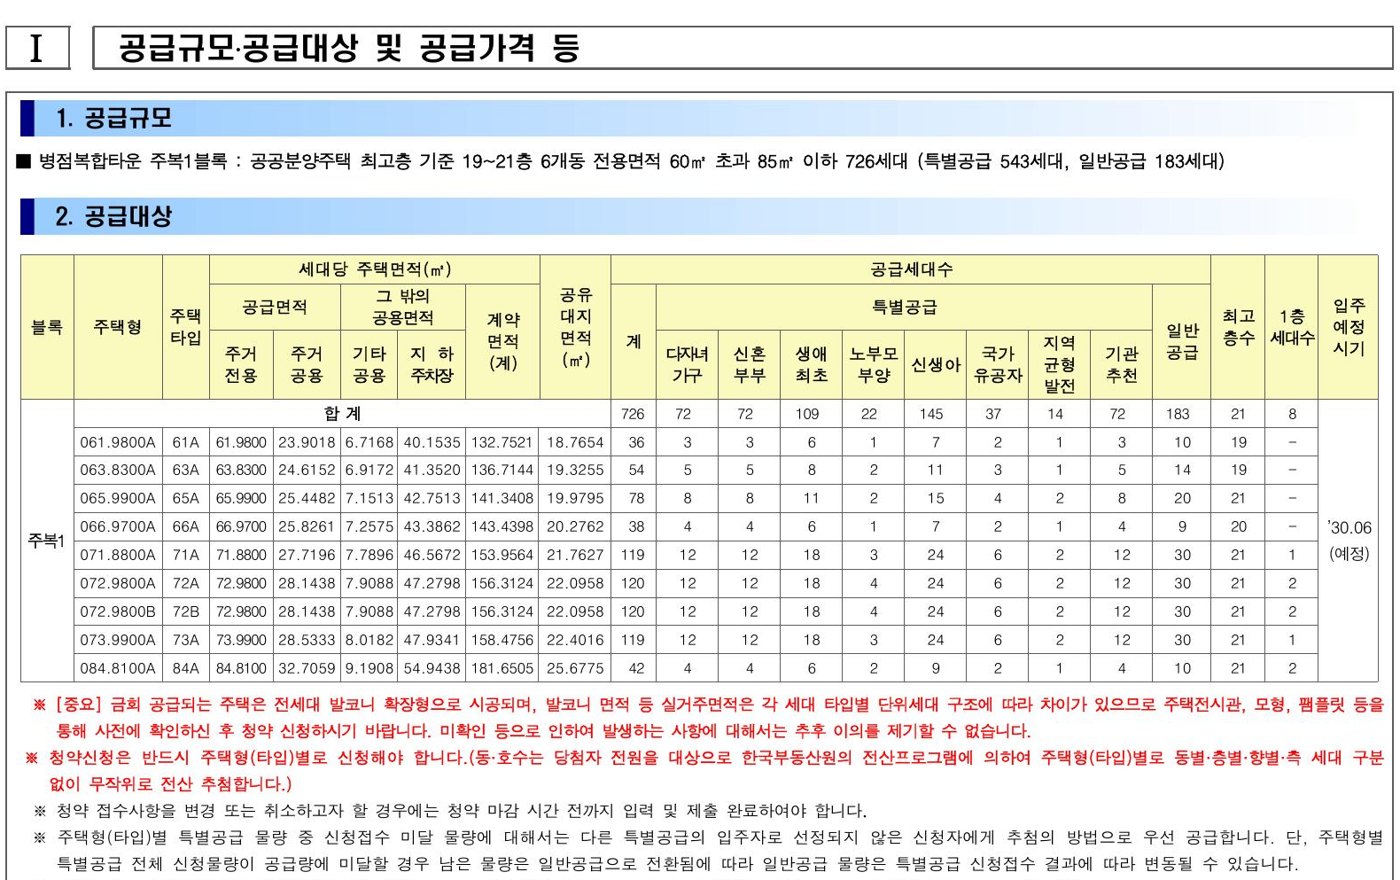 I 공급규모·공급대상 및 공급가격 등
1. 공급규모
■ 병점복합타운 주복1블록 : 공공분양주택 최고층 기준 19~21층 6개동 전용면적 60㎡ 초과 85㎡ 이하 726세대 (특별공급 543세대, 일반공급 183세대)
2. 공급대상
블록 주택형 주택타입 세대당 주택면적(㎡) 공유대지면적(㎡) 공급세대수 최고층수 1층세대수 입주예정시기
공급면적 그 밖의 공용면적 계약면적(계) 계 특별공급 일반공급
주거전용 주거공용 기타공용 지 하 주차장 다자녀가구 신혼부부 생애최초 노부모부양 신생아 국가유공자 지역균형발전 기관추천
주복1 합 계 726 72 72 109 22 145 37 14 72 183 21 8 '30.06 (예정)
061.9800A 61A 61.9800 23.9018 6.7168 40.1535 132.7521 18.7654 36 3 3 6 1 7 2 1 3 10 19 –
063.8300A 63A 63.8300 24.6152 6.9172 41.3520 136.7144 19.3255 54 5 5 8 2 11 3 1 5 14 19 –
065.9900A 65A 65.9900 25.4482 7.1513 42.7513 141.3408 19.9795 78 8 8 11 2 15 4 2 8 20 21 –
066.9700A 66A 66.9700 25.8261 7.2575 43.3862 143.4398 20.2762 38 4 4 6 1 7 2 1 4 9 20 –
071.8800A 71A 71.8800 27.7196 7.7896 46.5672 153.9564 21.7627 119 12 12 18 3 24 6 2 12 30 21 1
072.9800A 72A 72.9800 28.1438 7.9088 47.2798 156.3124 22.0958 120 12 12 18 4 24 6 2 12 30 21 2
072.9800B 72B 72.9800 28.1438 7.9088 47.2798 156.3124 22.0958 120 12 12 18 4 24 6 2 12 30 21 2
073.9900A 73A 73.9900 28.5333 8.0182 47.9341 158.4756 22.4016 119 12 12 18 3 24 6 2 12 30 21 1
084.8100A 84A 84.8100 32.7059 9.1908 54.9438 181.6505 25.6775 42 4 4 6 2 9 2 1 4 10 21 2
※ [중요] 금회 공급되는 주택은 전세대 발코니 확장형으로 시공되며, 발코니 면적 등 실거주면적은 각 세대 타입별 단위세대 구조에 따라 차이가 있으므로 주택전시관, 모형, 팸플릿 등을
통해 사전에 확인하신 후 청약 신청하시기 바랍니다. 미확인 등으로 인하여 발생하는 사항에 대해서는 추후 이의를 제기할 수 없습니다.
※ 청약신청은 반드시 주택형(타입)별로 신청해야 합니다.(동·호수는 당첨자 전원을 대상으로 한국부동산원의 전산프로그램에 의하여 주택형(타입)별로 동별·층별·향별·측 세대 구분
없이 무작위로 전산 추첨합니다.)
※ 청약 접수사항을 변경 또는 취소하고자 할 경우에는 청약 마감 시간 전까지 입력 및 제출 완료하여야 합니다.
※ 주택형(타입)별 특별공급 물량 중 신청접수 미달 물량에 대해서는 다른 특별공급의 입주자로 선정되지 않은 신청자에게 추첨의 방법으로 우선 공급합니다. 단, 주택형별
특별공급 전체 신청물량이 공급량에 미달할 경우 남은 물량은 일반공급으로 전환됨에 따라 일반공급 물량은 특별공급 신청접수 결과에 따라 변동될 수 있습니다.